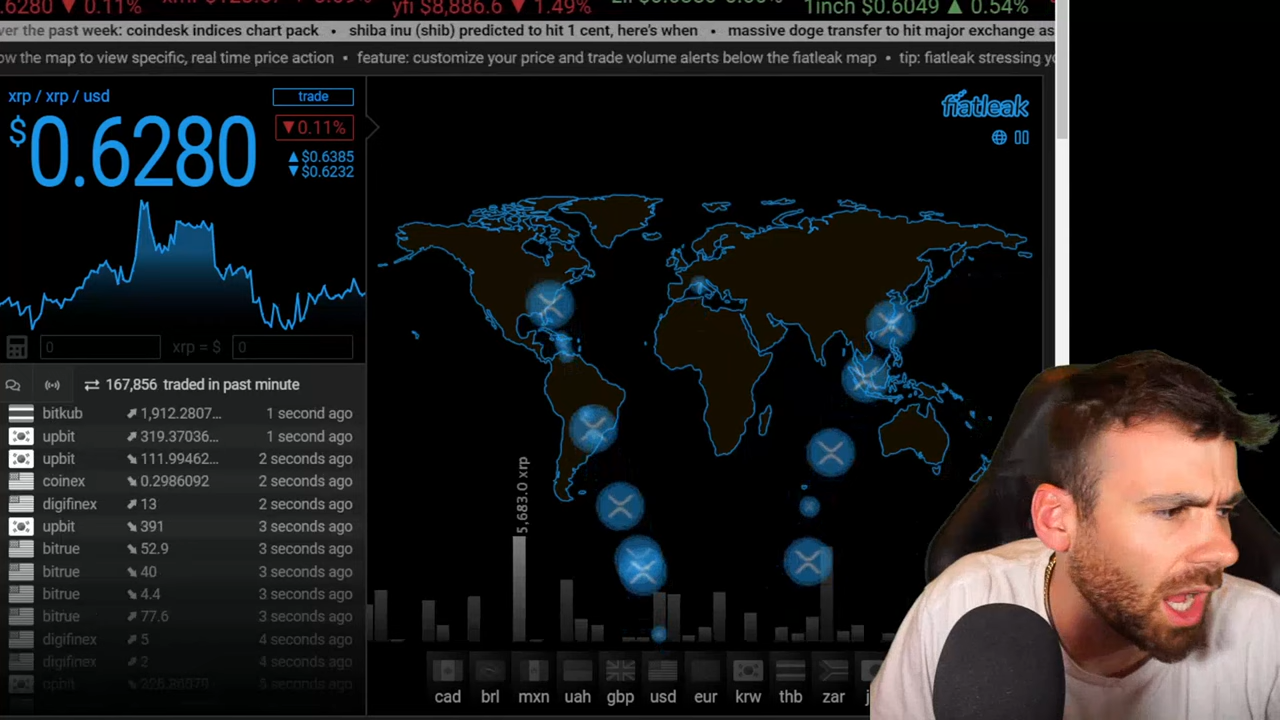 .6280 ▼ 0.11%
yfi $8,886.6 ▼ 1.49%
1inch $0.6049 ▲ 0.54%
ver the past week: coindesk indices chart pack • shiba inu (shib) predicted to hit 1 cent, here's when • massive doge transfer to hit major exchange as
ow the map to view specific, real time price action • feature: customize your price and trade volume alerts below the fiatleak map • tip: fiatleak stressing yo
xrp / xrp / usd
trade
$0.6280
▼0.11%
▲$0.6385
▼$0.6232
fiatleak
0 xrp = $ 0
167,856 traded in past minute
bitkub 1,912.2807... 1 second ago
upbit 319.37036... 1 second ago
upbit 111.99462... 2 seconds ago
coinex 0.2986092 2 seconds ago
digifinex 13 2 seconds ago
upbit 391 3 seconds ago
bitrue 52.9 3 seconds ago
bitrue 40 3 seconds ago
bitrue 4.4 3 seconds ago
bitrue 77.6 3 seconds ago
digifinex 5 4 seconds ago
digifinex 2 4 seconds ago
upbit seconds ago
5,683.0 xrp
cad brl mxn uah gbp usd eur krw thb zar